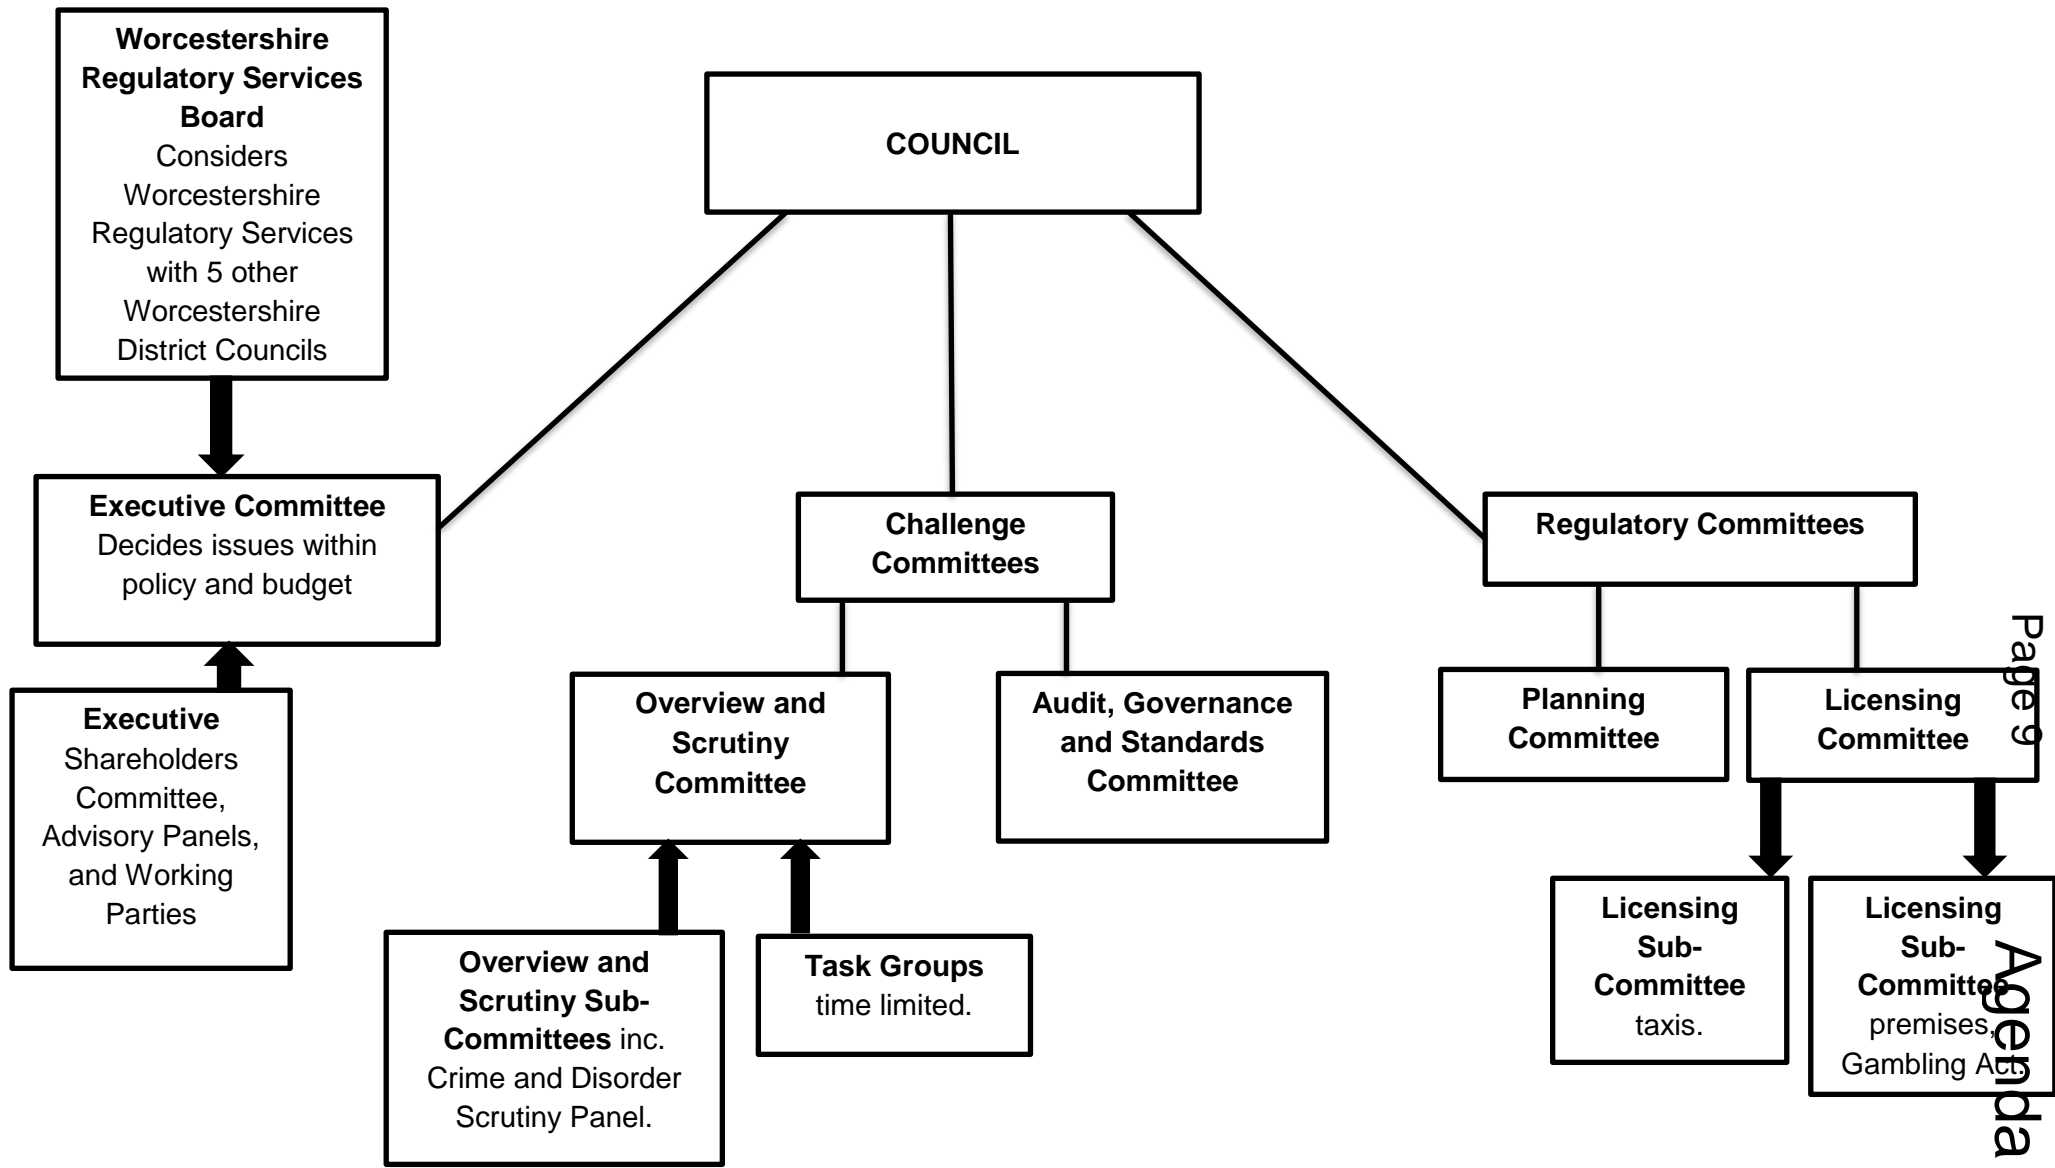 Worcestershire
Regulatory Services
Board
Considers
Worcestershire
Regulatory Services
with 5 other
Worcestershire
District Councils
COUNCIL
Executive Committee
Decides issues within
policy and budget
Challenge
Committees
Regulatory Committees
Executive
Shareholders
Committee,
Advisory Panels,
and Working
Parties
Overview and
Scrutiny
Committee
Audit, Governance
and Standards
Committee
Planning
Committee
Licensing
Committee
Overview and
Scrutiny Sub-
Committees inc.
Crime and Disorder
Scrutiny Panel.
Task Groups
time limited.
Licensing
Sub-
Committee
taxis.
Licensing
Sub-
Committee
premises,
Gambling Act.
Page 9
Agenda